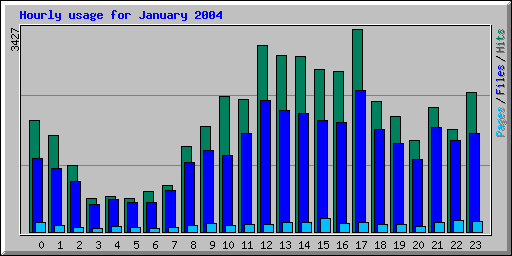 Hourly usage for January 2004
3427
Pages/Files/Hits
0 1 2 3 4 5 6 7 8 9 10 11 12 13 14 15 16 17 18 19 20 21 22 23